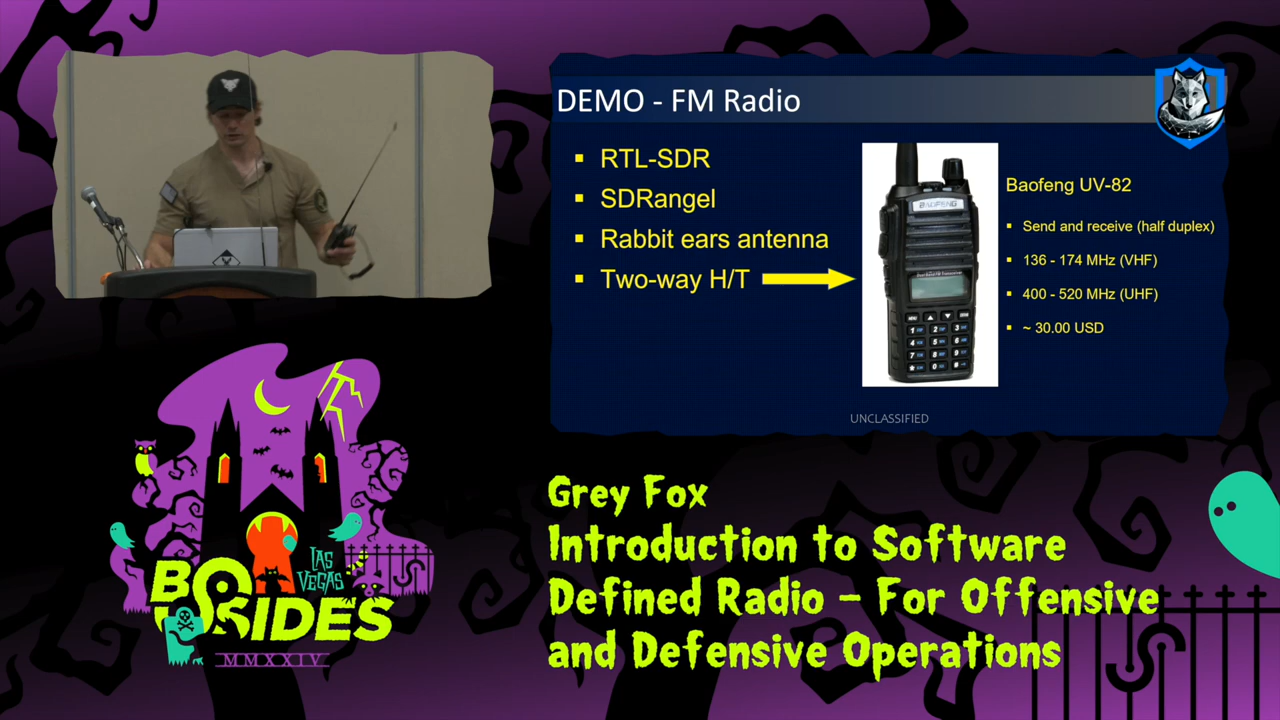 DEMO - FM Radio
RTL-SDR
SDRangel
Rabbit ears antenna
Two-way H/T
BAOFENG
Baofeng UV-82
Send and receive (half duplex)
136 - 174 MHz (VHF)
400 - 520 MHz (UHF)
~ 30.00 USD
UNCLASSIFIED
LAS
VEGAS
BSIDES
MMXXIV
Grey Fox
Introduction to Software
Defined Radio - For Offensive
and Defensive Operations